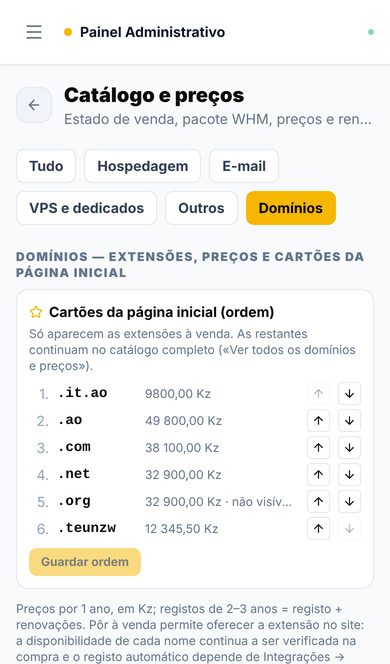 Painel Administrativo
Catálogo e preços
Estado de venda, pacote WHM, preços e ren...
Tudo
Hospedagem
E-mail
VPS e dedicados
Outros
Domínios
DOMÍNIOS — EXTENSÕES, PREÇOS E CARTÕES DA
PÁGINA INICIAL
Cartões da página inicial (ordem)
Só aparecem as extensões à venda. As restantes
continuam no catálogo completo («Ver todos os domínios
e preços»).
1. .it.ao 9800,00 Kz
2. .ao 49 800,00 Kz
3. .com 38 100,00 Kz
4. .net 32 900,00 Kz
5. .org 32 900,00 Kz · não visív...
6. .teunzw 12 345,50 Kz
Guardar ordem
Preços por 1 ano, em Kz; registos de 2–3 anos = registo +
renovações. Pôr à venda permite oferecer a extensão no site:
a disponibilidade de cada nome continua a ser verificada na
compra e o registo automático depende de Integrações →